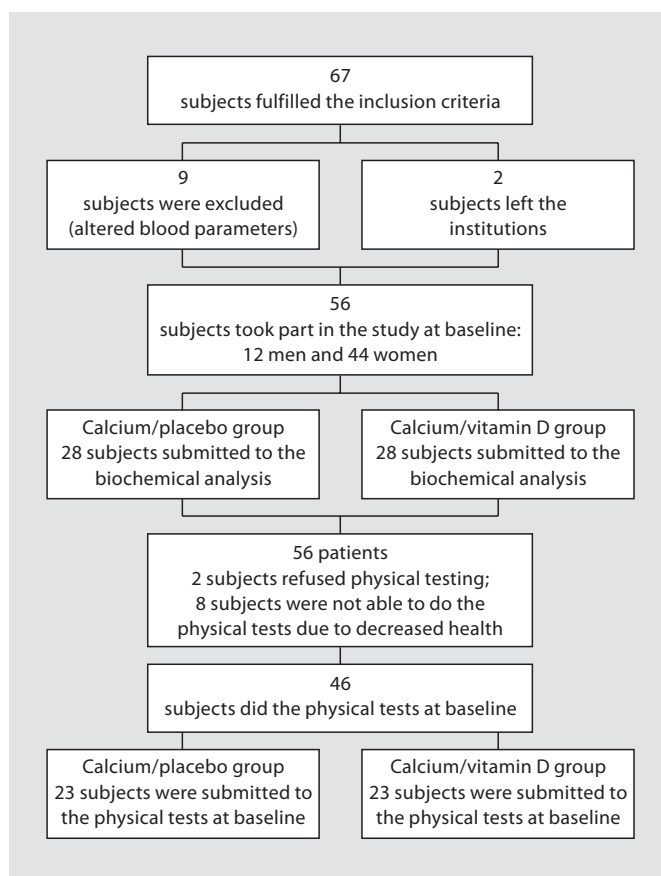 67
subjects fulfilled the inclusion criteria
9
subjects were excluded
(altered blood parameters)
2
subjects left the
institutions
56
subjects took part in the study at baseline:
12 men and 44 women
Calcium/placebo group
28 subjects submitted to the
biochemical analysis
Calcium/vitamin D group
28 subjects submitted to the
biochemical analysis
56 patients
2 subjects refused physical testing;
8 subjects were not able to do the
physical tests due to decreased health
46
subjects did the physical tests at baseline
Calcium/placebo group
23 subjects were submitted to
the physical tests at baseline
Calcium/vitamin D group
23 subjects were submitted to
the physical tests at baseline